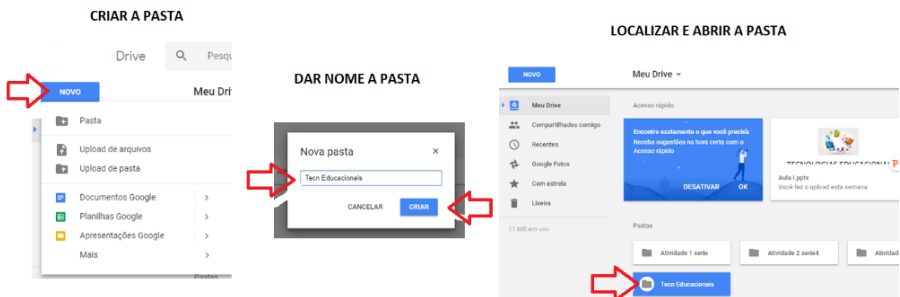 CRIAR A PASTA
Drive
Pesqu
NOVO
Meu Dri
Pasta
Upload de arquivos
Upload de pasta
Documentos Google
Planilhas Google
Apresentações Google
Mais
Pastas
DAR NOME A PASTA
Nova pasta
×
Tecn Educacionais
CANCELAR
CRIAR
LOCALIZAR E ABRIR A PASTA
NOVO
Meu Drive
Meu Drive
Compartilhados comigo
Recentes
Google Fotos
Com estrela
Lixeira
11 MB em uso
Acesso rápido
Encontre exatamente o que você precisa
Receba sugestões na hora certa com o
Acesso rápido
DESATIVAR OK
TECNOLOGIAS EDUCACIONAI
P
Aula I.pptx
Você fez o upload esta semana
Pastas
Atividade 1 serie
Atividade 2 serie4
Atividad
Tecn Educacionais